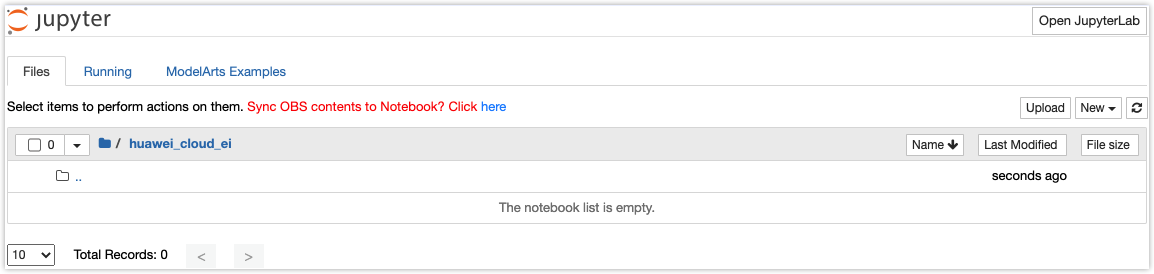 jupyter Open JupyterLab
Files Running ModelArts Examples
Select items to perform actions on them. Sync OBS contents to Notebook? Click here Upload New
0 / huawei_cloud_ei Name Last Modified File size
.. seconds ago
The notebook list is empty.
10 Total Records: 0 < >